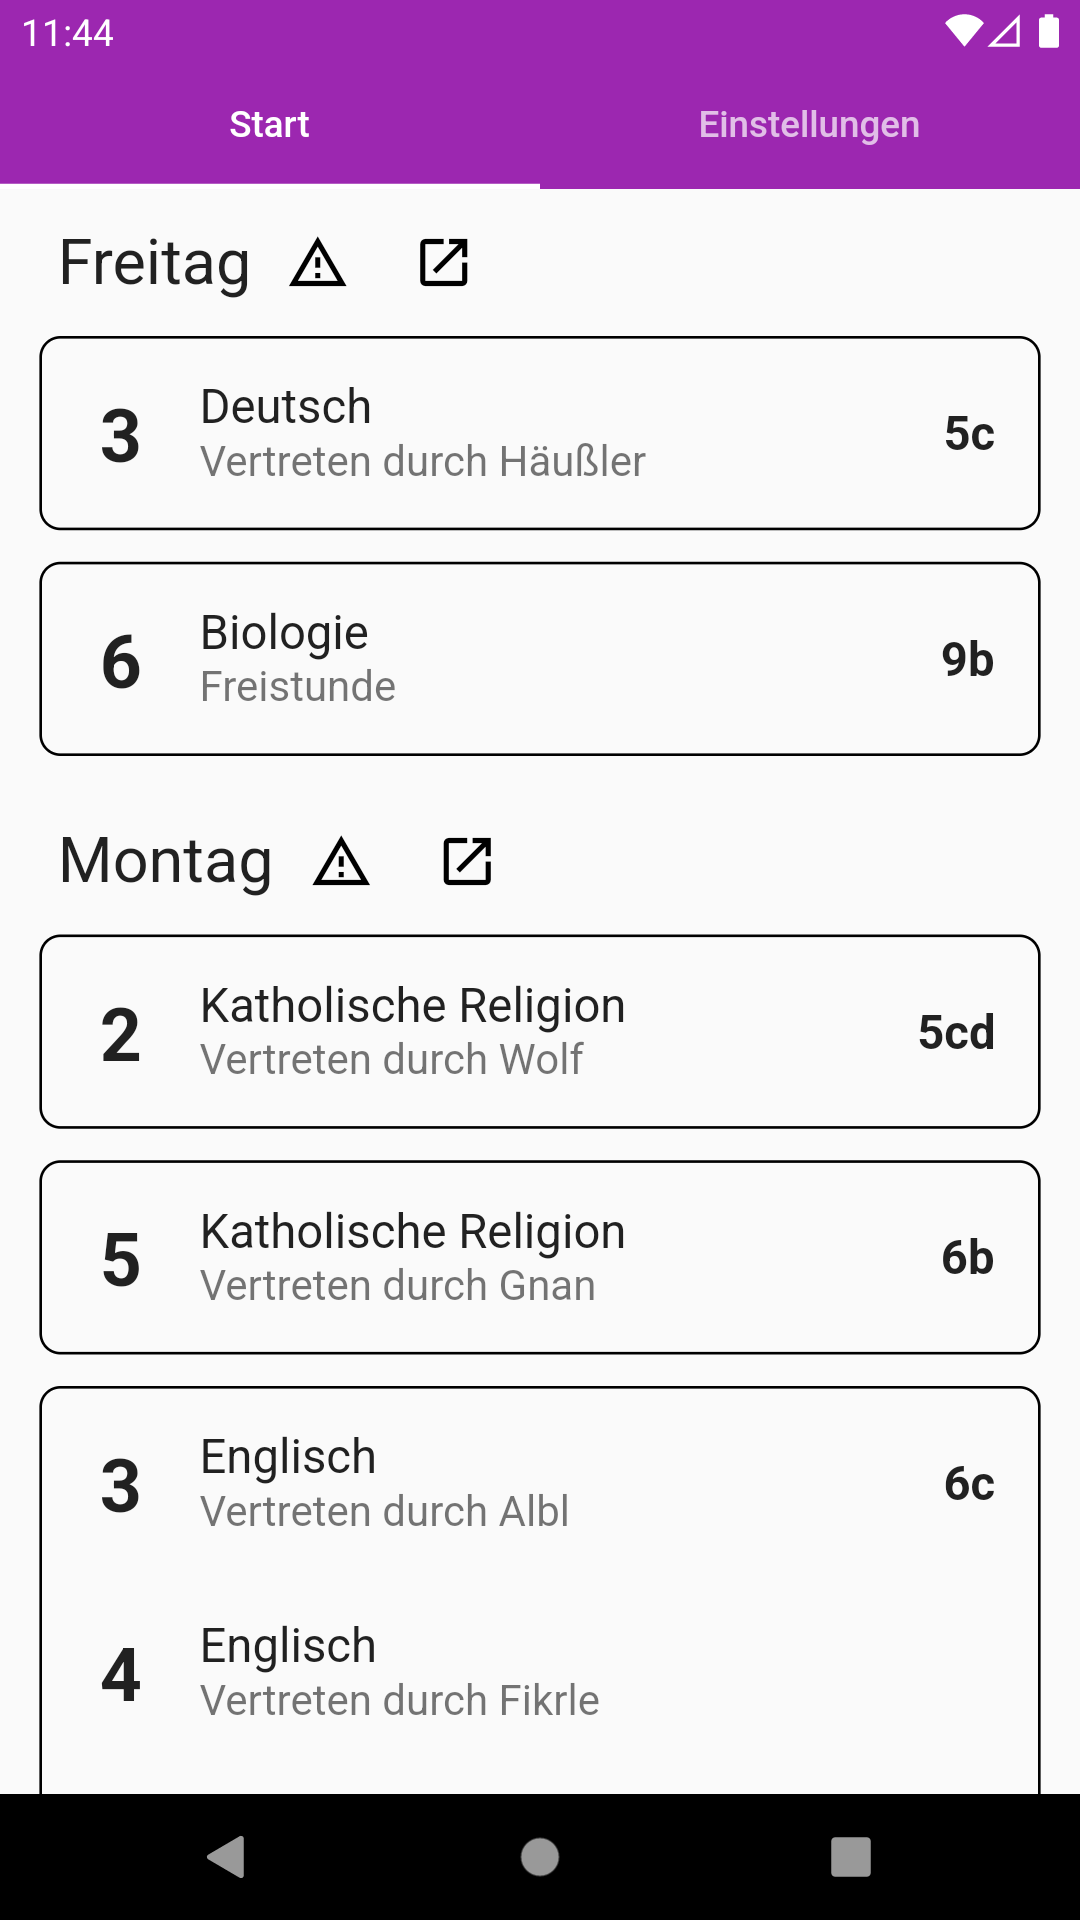 11:44
Start
Einstellungen
Freitag
3
Deutsch
Vertreten durch Häußler
5c
6
Biologie
Freistunde
9b
Montag
2
Katholische Religion
Vertreten durch Wolf
5cd
5
Katholische Religion
Vertreten durch Gnan
6b
3
Englisch
Vertreten durch Albl
6c
4
Englisch
Vertreten durch Fikrle